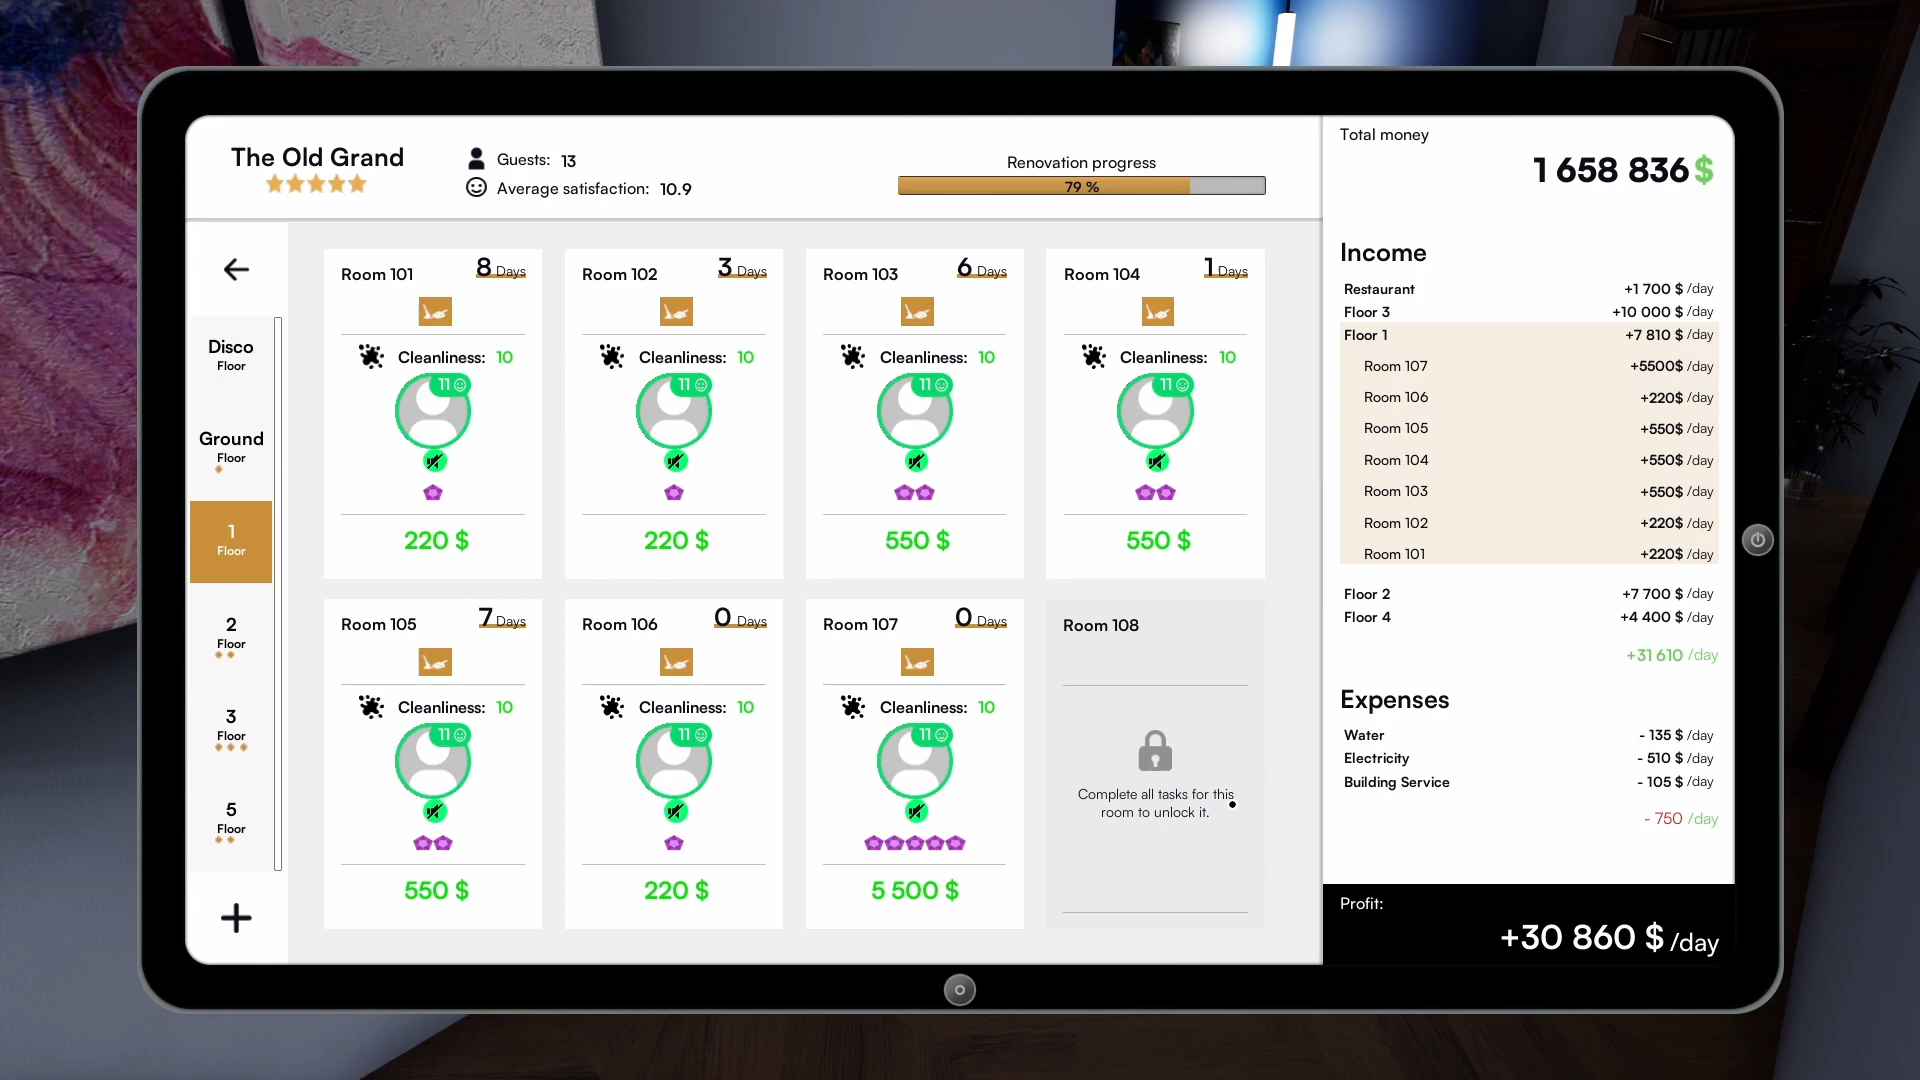 The Old Grand
Guests: 13
Average satisfaction: 10.9
Renovation progress
79 %
Disco
Floor
Ground
Floor
1
Floor
2
Floor
3
Floor
5
Floor
Room 101 8 Days
Cleanliness: 10
11
220 $
Room 102 3 Days
Cleanliness: 10
11
220 $
Room 103 6 Days
Cleanliness: 10
11
550 $
Room 104 1 Days
Cleanliness: 10
11
550 $
Room 105 7 Days
Cleanliness: 10
11
550 $
Room 106 0 Days
Cleanliness: 10
11
220 $
Room 107 0 Days
Cleanliness: 10
11
5 500 $
Room 108
Complete all tasks for this
room to unlock it.
Total money
1 658 836 $
Income
Restaurant +1 700 $ /day
Floor 3 +10 000 $ /day
Floor 1 +7 810 $ /day
Room 107 +5500$ /day
Room 106 +220$ /day
Room 105 +550$ /day
Room 104 +550$ /day
Room 103 +550$ /day
Room 102 +220$ /day
Room 101 +220$ /day
Floor 2 +7 700 $ /day
Floor 4 +4 400 $ /day
+31 610 /day
Expenses
Water - 135 $ /day
Electricity - 510 $ /day
Building Service - 105 $ /day
- 750 /day
Profit:
+30 860 $ /day